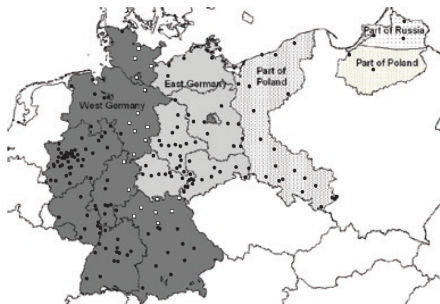 Part of Russia
Part of Poland
East Germany
Part of
Poland
West Germany